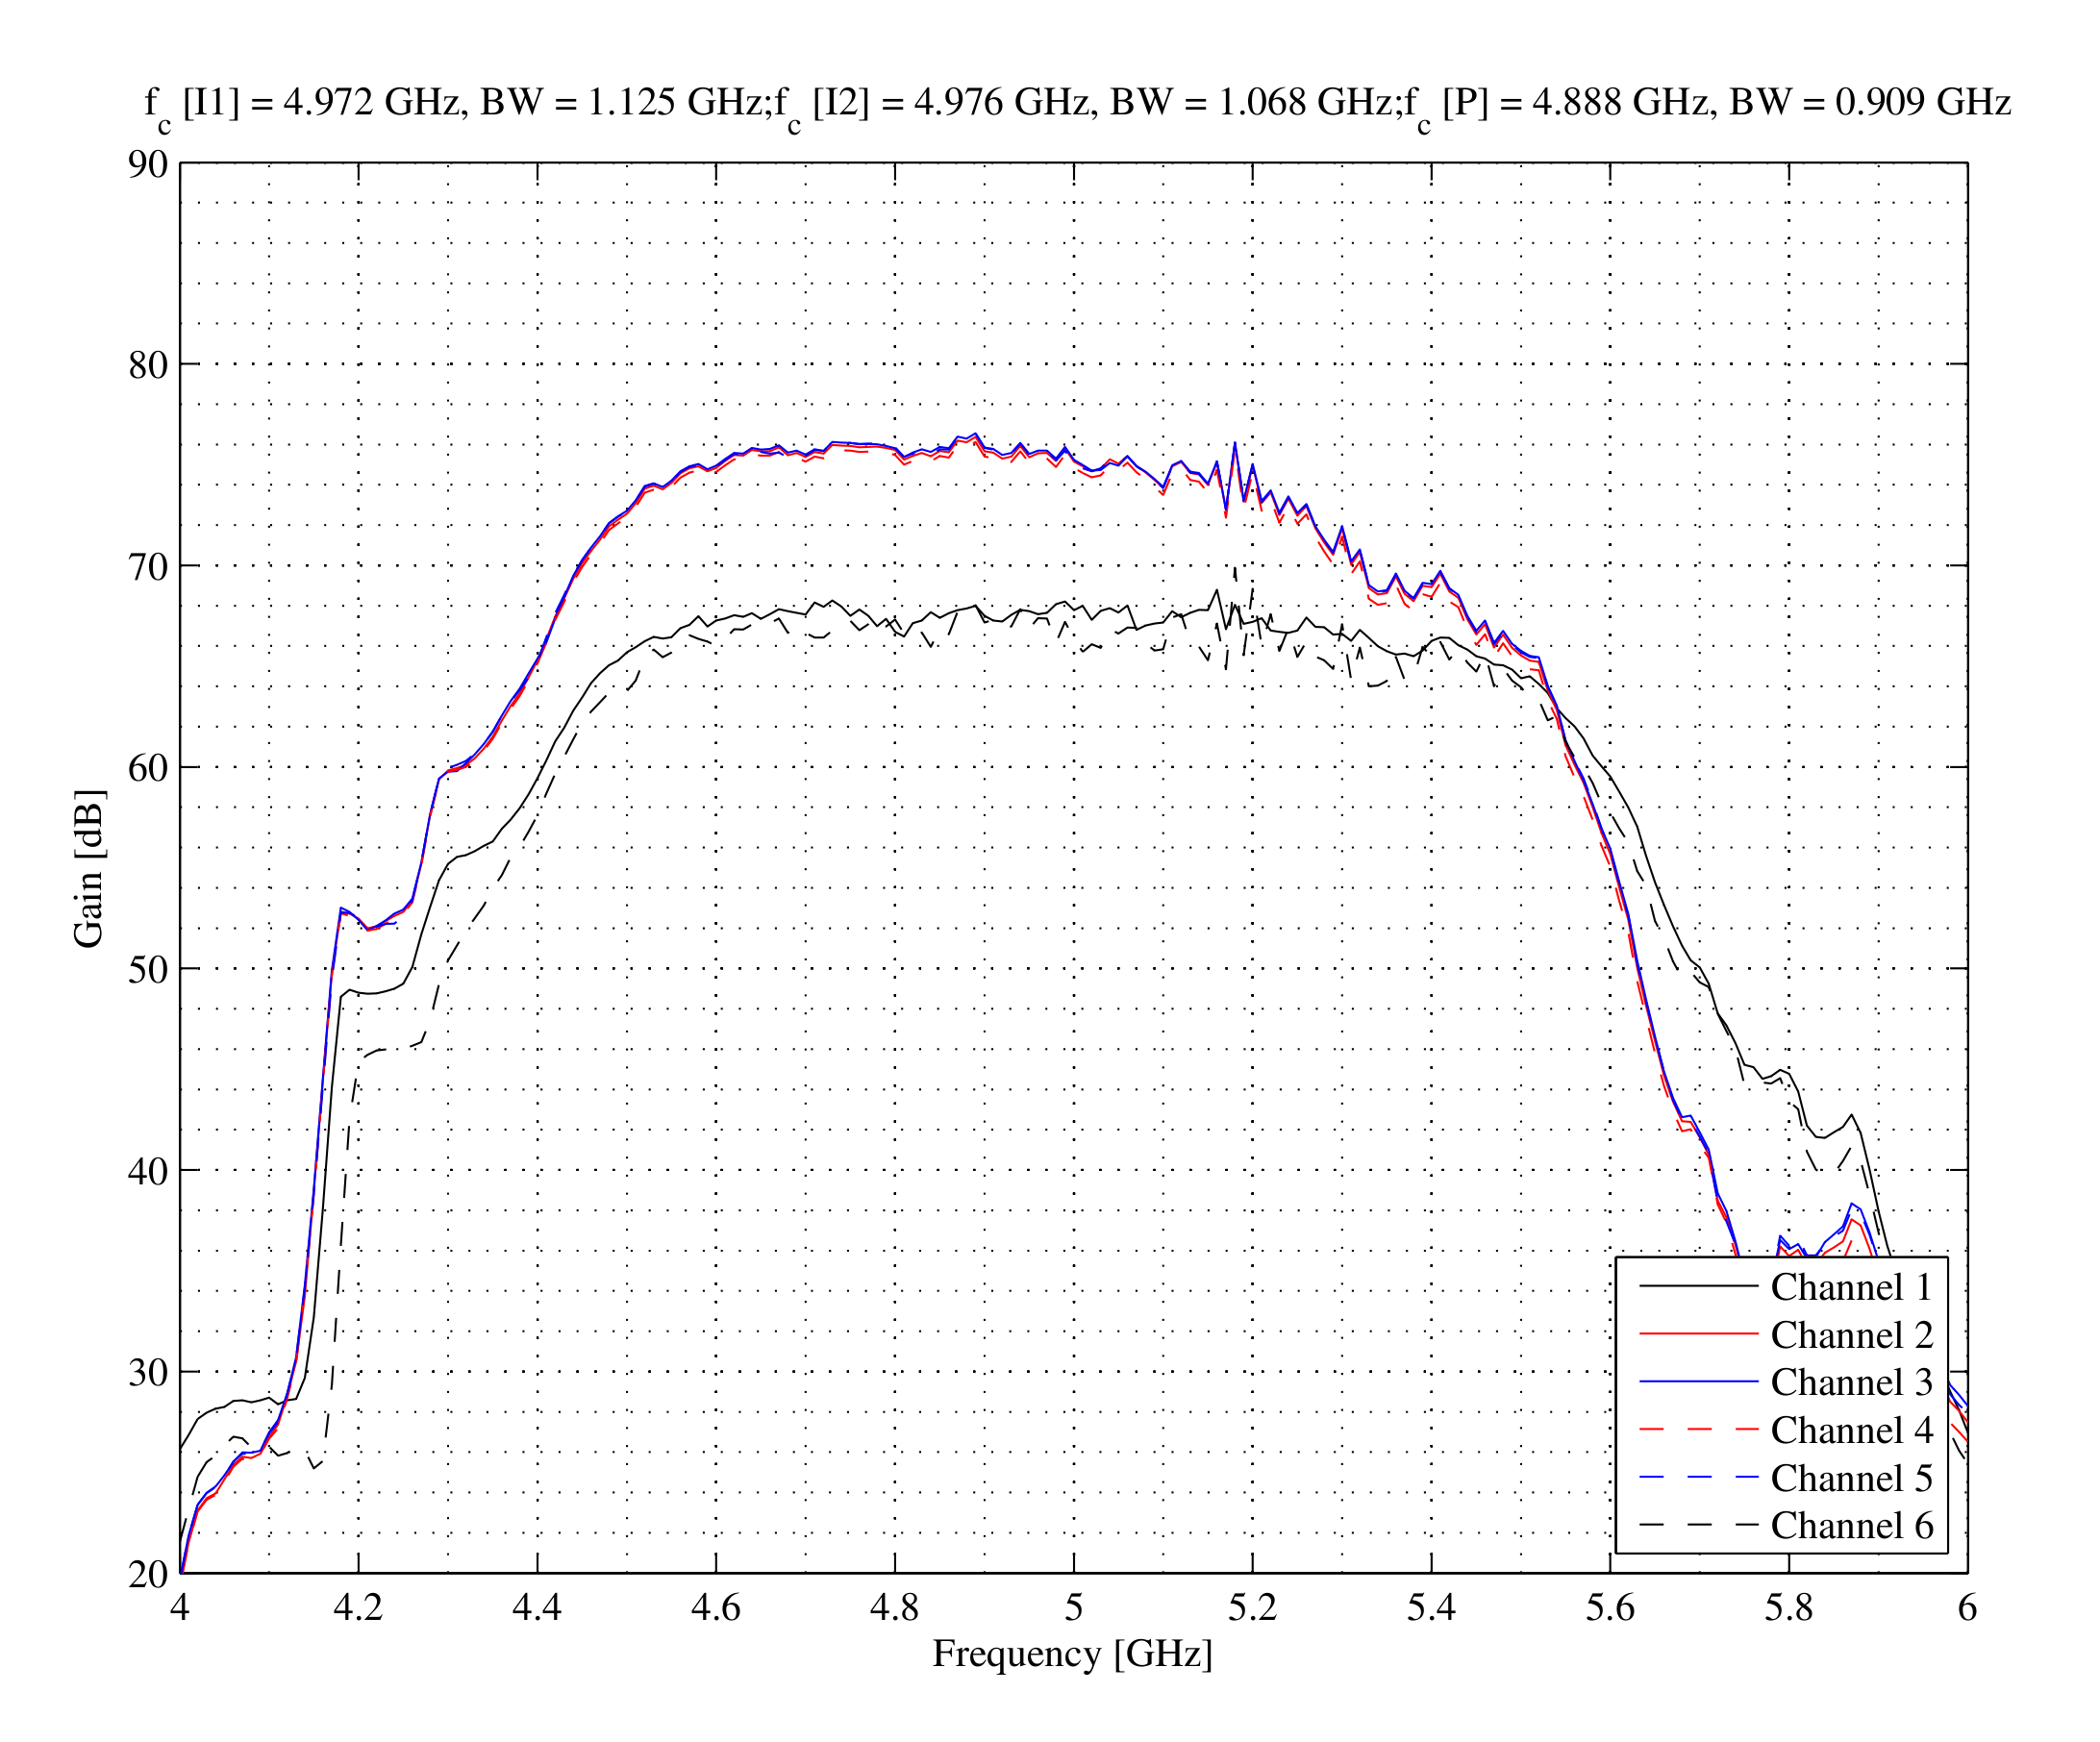 f_c [I1] = 4.972 GHz, BW = 1.125 GHz;f_c [I2] = 4.976 GHz, BW = 1.068 GHz;f_c [P] = 4.888 GHz, BW = 0.909 GHz
90
80
70
60
50
40
30
20
Gain [dB]
Channel 1
Channel 2
Channel 3
Channel 4
Channel 5
Channel 6
4 4.2 4.4 4.6 4.8 5 5.2 5.4 5.6 5.8 6
Frequency [GHz]